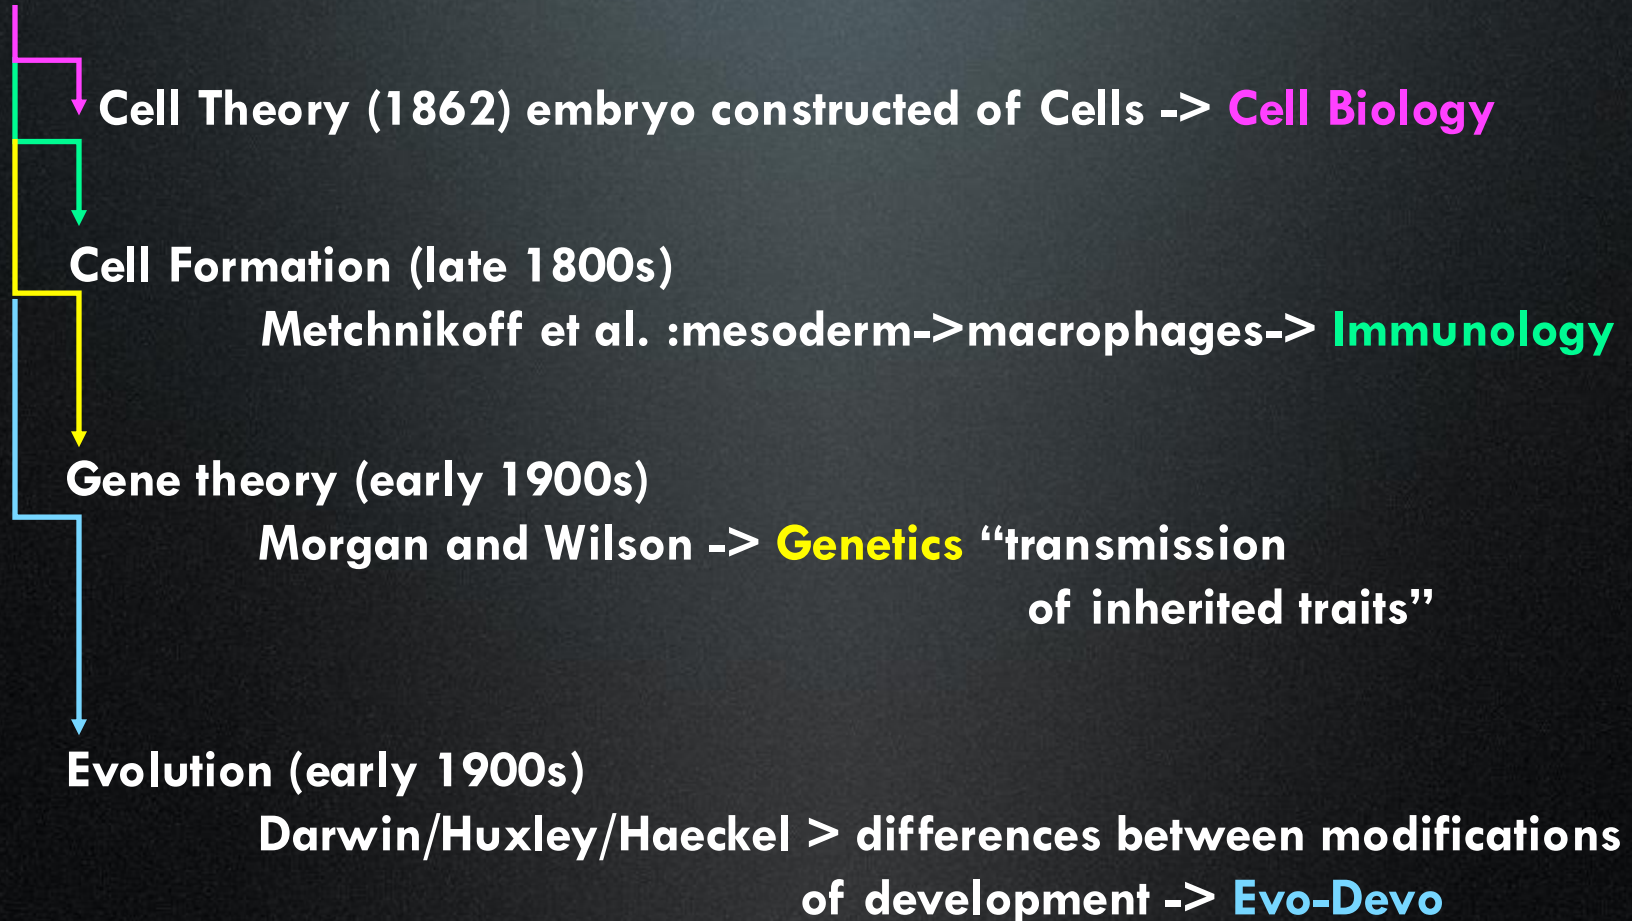 Cell Theory (1862) embryo constructed of Cells -> Cell Biology
Cell Formation (late 1800s)
Metchnikoff et al. :mesoderm->macrophages-> Immunology
Gene theory (early 1900s)
Morgan and Wilson -> Genetics “transmission
of inherited traits”
Evolution (early 1900s)
Darwin/Huxley/Haeckel > differences between modifications
of development -> Evo-Devo